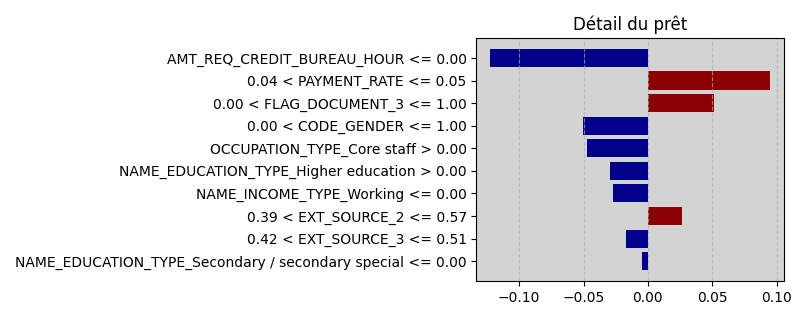 Détail du prêt
AMT_REQ_CREDIT_BUREAU_HOUR <= 0.00
0.04 < PAYMENT_RATE <= 0.05
0.00 < FLAG_DOCUMENT_3 <= 1.00
0.00 < CODE_GENDER <= 1.00
OCCUPATION_TYPE_Core staff > 0.00
NAME_EDUCATION_TYPE_Higher education > 0.00
NAME_INCOME_TYPE_Working <= 0.00
0.39 < EXT_SOURCE_2 <= 0.57
0.42 < EXT_SOURCE_3 <= 0.51
NAME_EDUCATION_TYPE_Secondary / secondary special <= 0.00
−0.10 −0.05 0.00 0.05 0.10